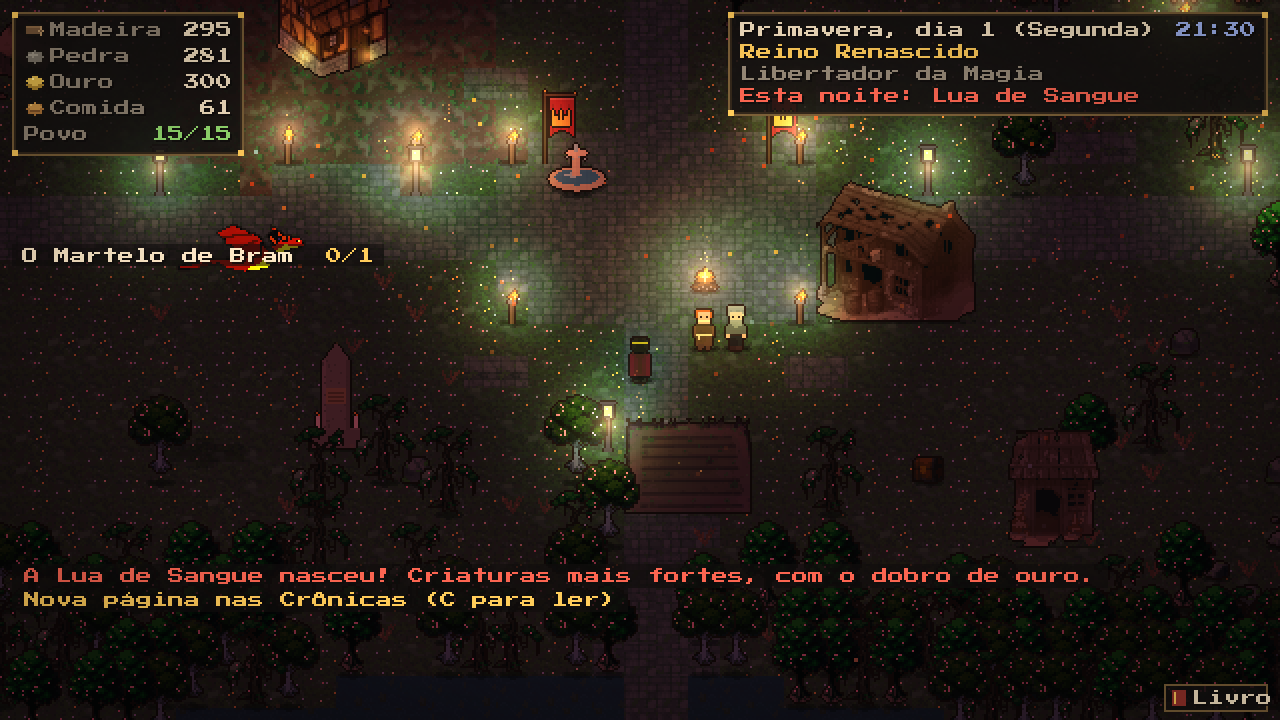 Madeira 295
Pedra 281
Ouro 300
Comida 61
Povo 15/15
Primavera, dia 1 (Segunda) 21:30
Reino Renascido
Libertador da Magia
Esta noite: Lua de Sangue
O Martelo de Bram 0/1
A Lua de Sangue nasceu! Criaturas mais fortes, com o dobro de ouro.
Nova página nas Crônicas (C para ler)
Livro